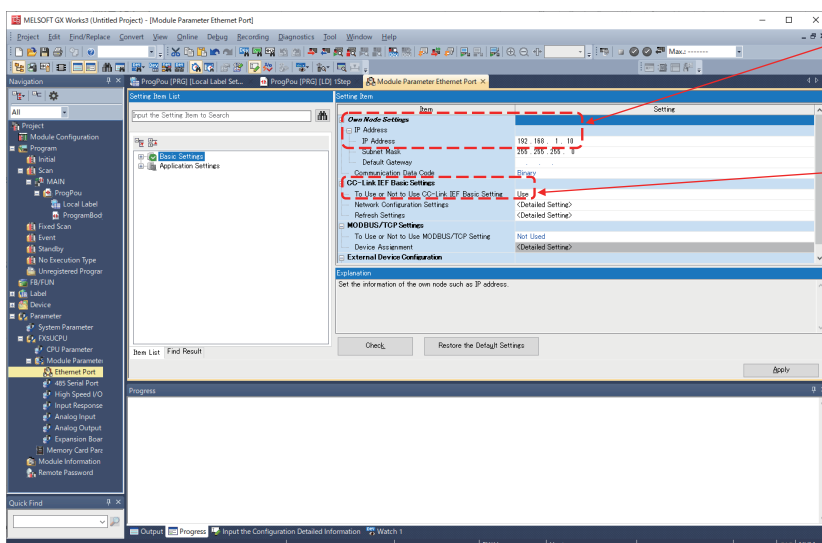 MELSOFT GX Works3 (Untitled Project) - [Module Parameter Ethernet Port]
Project Edit Find/Replace Convert View Online Debug Recording Diagnostics Tool Window Help
Max.: -------
Navigation
ProgPou [PRG] [Local Label Set...
ProgPou [PRG] [LD] 1Step
Module Parameter Ethernet Port
All
Project
Module Configuration
Program
Initial
Scan
MAIN
ProgPou
Local Label
ProgramBod
Fixed Scan
Event
Standby
No Execution Type
Unregistered Progran
FB/FUN
Label
Device
Parameter
System Parameter
FX5UCPU
CPU Parameter
Module Parameter
Ethernet Port
485 Serial Port
High Speed I/O
Input Response
Analog Input
Analog Output
Expansion Boar
Memory Card Para
Module Information
Remote Password
Quick Find
Setting Item List
Input the Setting Item to Search
Basic Settings
Application Settings
Item List Find Result
Setting Item
Item Setting
Own Node Settings
IP Address
IP Address 192 . 168 . 1 . 10
Subnet Mask 255 . 255 . 255 . 0
Default Gateway . . .
Communication Data Code Binary
CC-Link IEF Basic Settings
To Use or Not to Use CC-Link IEF Basic Setting Use
Network Configuration Settings <Detailed Setting>
Refresh Settings <Detailed Setting>
MODBUS/TCP Settings
To Use or Not to Use MODBUS/TCP Setting Not Used
Device Assignment <Detailed Setting>
External Device Configuration
Explanation
Set the information of the own node such as IP address.
Check Restore the Default Settings
Apply
Progress
Output Progress Input the Configuration Detailed Information Watch 1